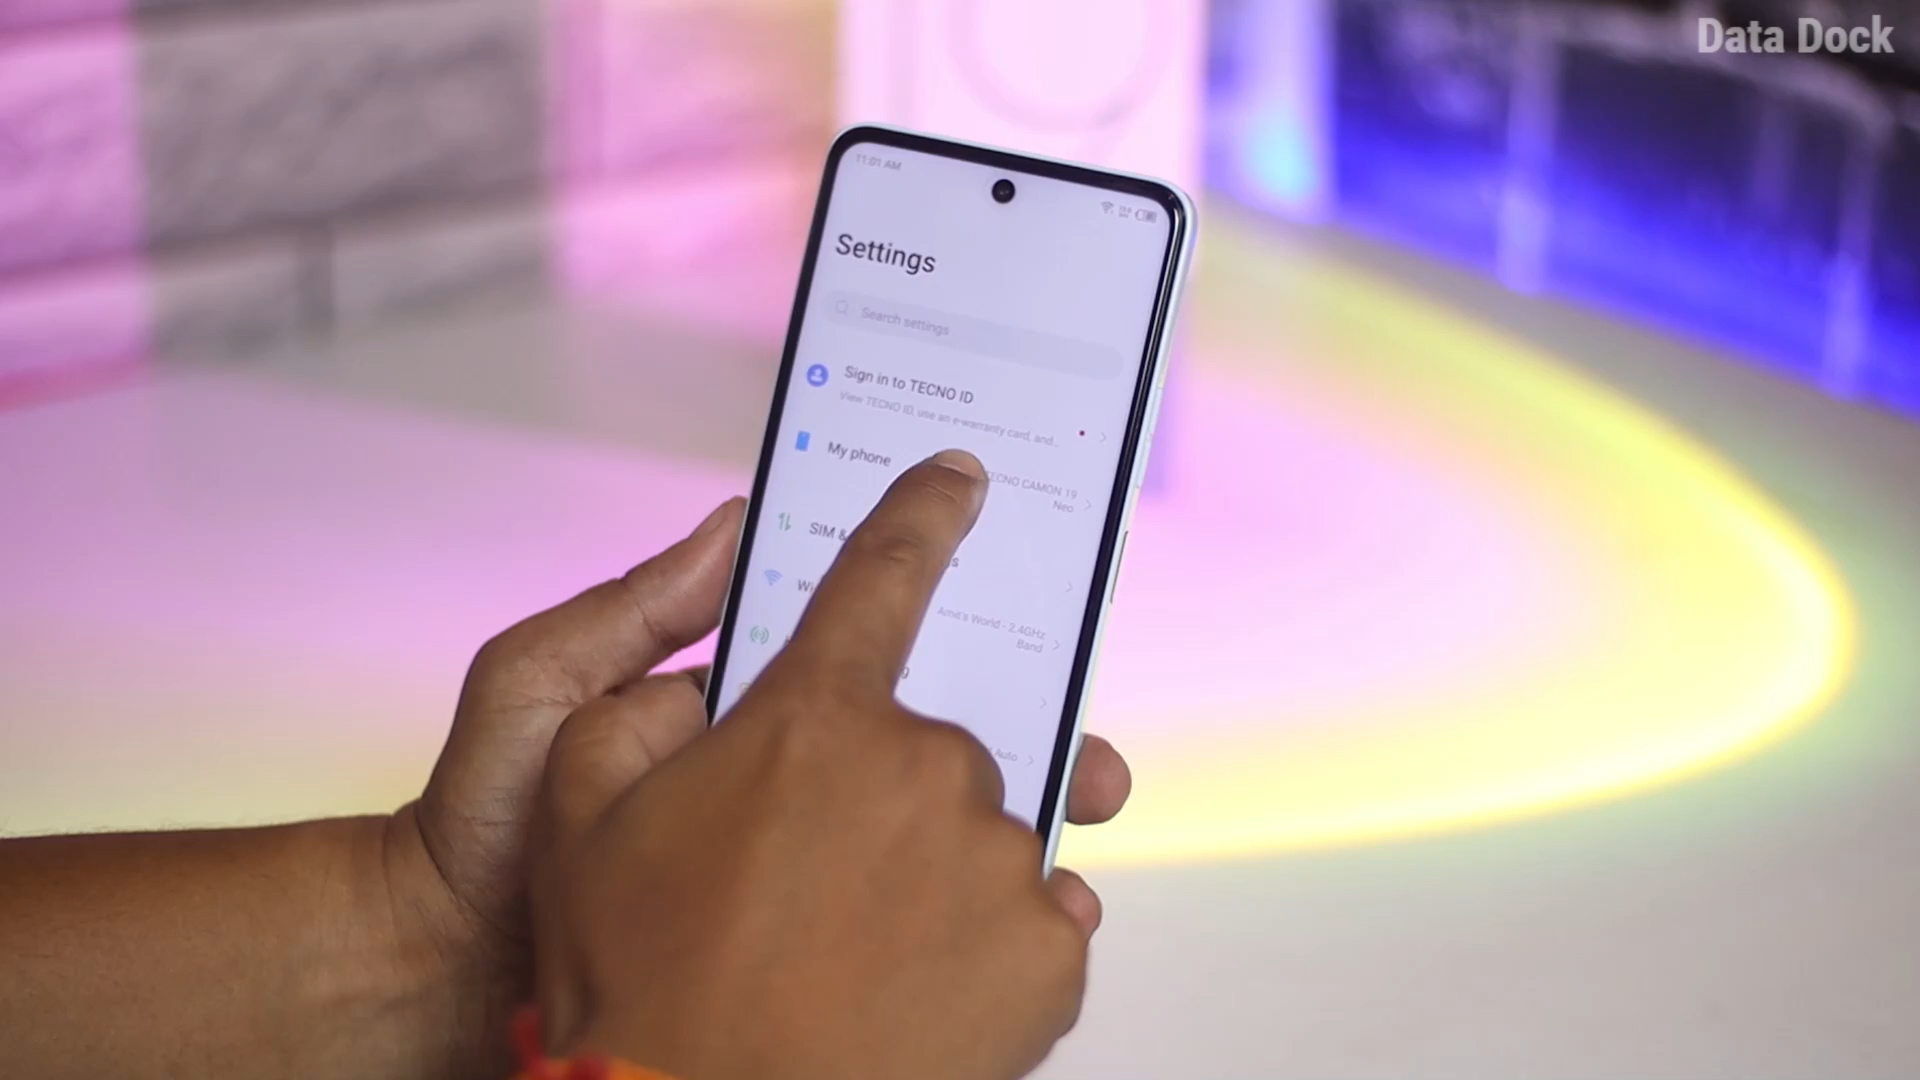 Data Dock
11:01 AM
Settings
Search settings
Sign in to TECNO ID
View TECNO ID, use an e-warranty card, and...
My phone
TECNO CAMON 19
Neo
SIM &
Amit's World - 2.4GHz
Band
Auto